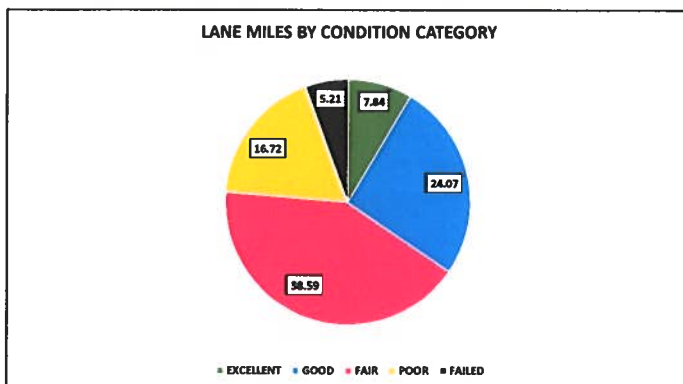 LANE MILES BY CONDITION CATEGORY
5.21
7.84
16.72
24.07
38.59
EXCELLENT GOOD FAIR POOR FAILED